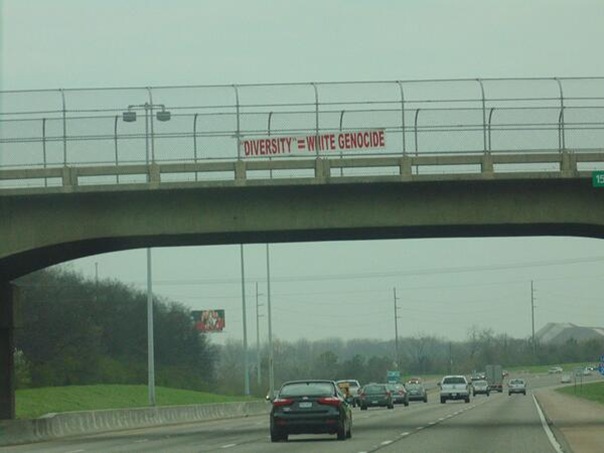 DIVERSITY = WHITE GENOCIDE
15